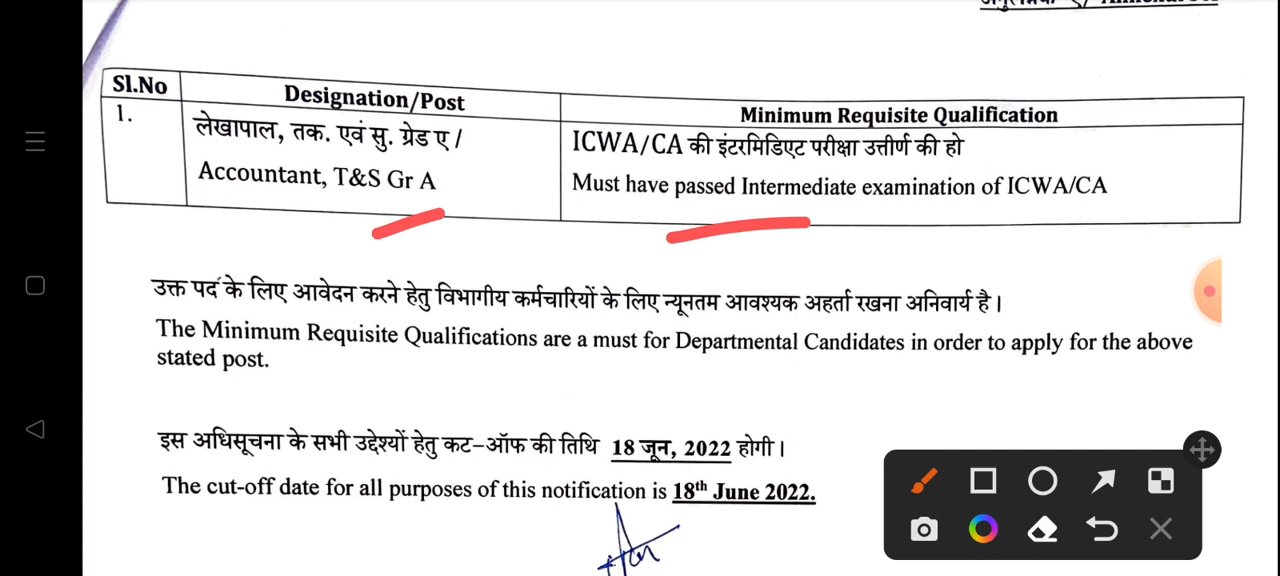 Sl.No
Designation/Post
Minimum Requisite Qualification
1.
लेखापाल, तक. एवं सु. ग्रेड ए /
Accountant, T&S Gr A
ICWA/CA की इंटरमिडिएट परीक्षा उत्तीर्ण की हो
Must have passed Intermediate examination of ICWA/CA
उक्त पद के लिए आवेदन करने हेतु विभागीय कर्मचारियों के लिए न्यूनतम आवश्यक अहर्ता रखना अनिवार्य है।
The Minimum Requisite Qualifications are a must for Departmental Candidates in order to apply for the above
stated post.
इस अधिसूचना के सभी उद्देश्यों हेतु कट-ऑफ की तिथि 18 जून, 2022 होगी।
The cut-off date for all purposes of this notification is 18th June 2022.